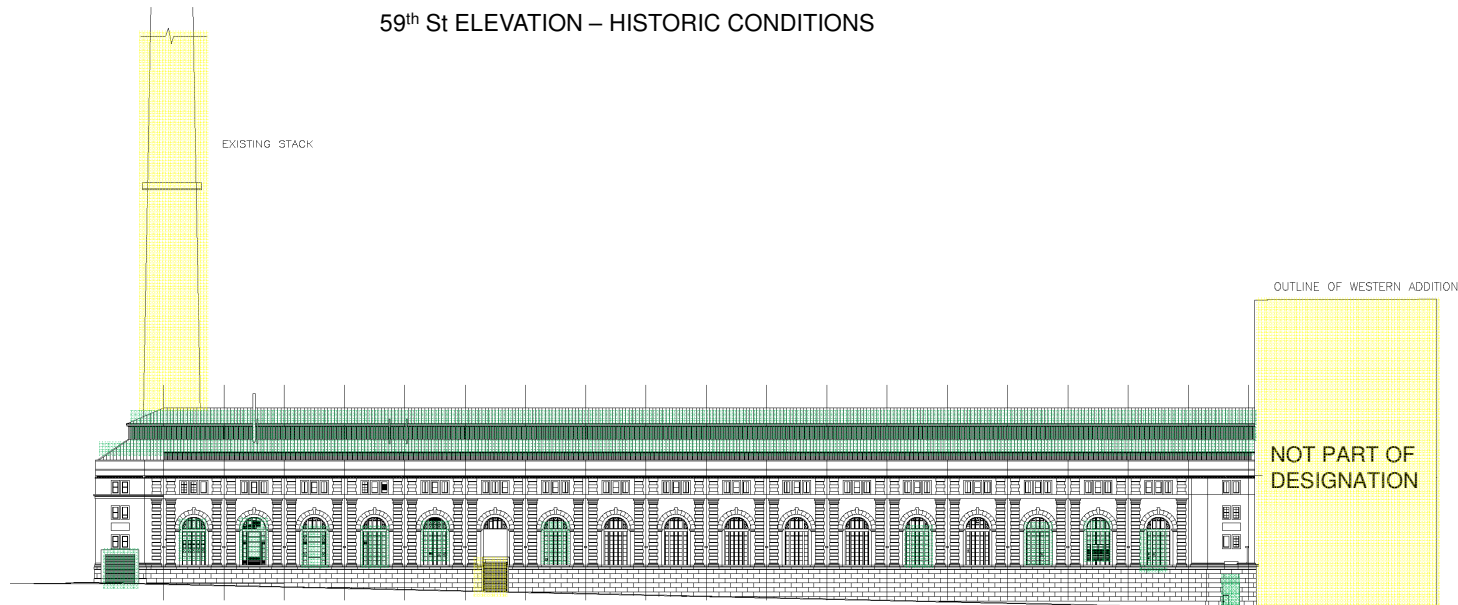 59th St ELEVATION – HISTORIC CONDITIONS
EXISTING STACK
OUTLINE OF WESTERN ADDITION
NOT PART OF
DESIGNATION